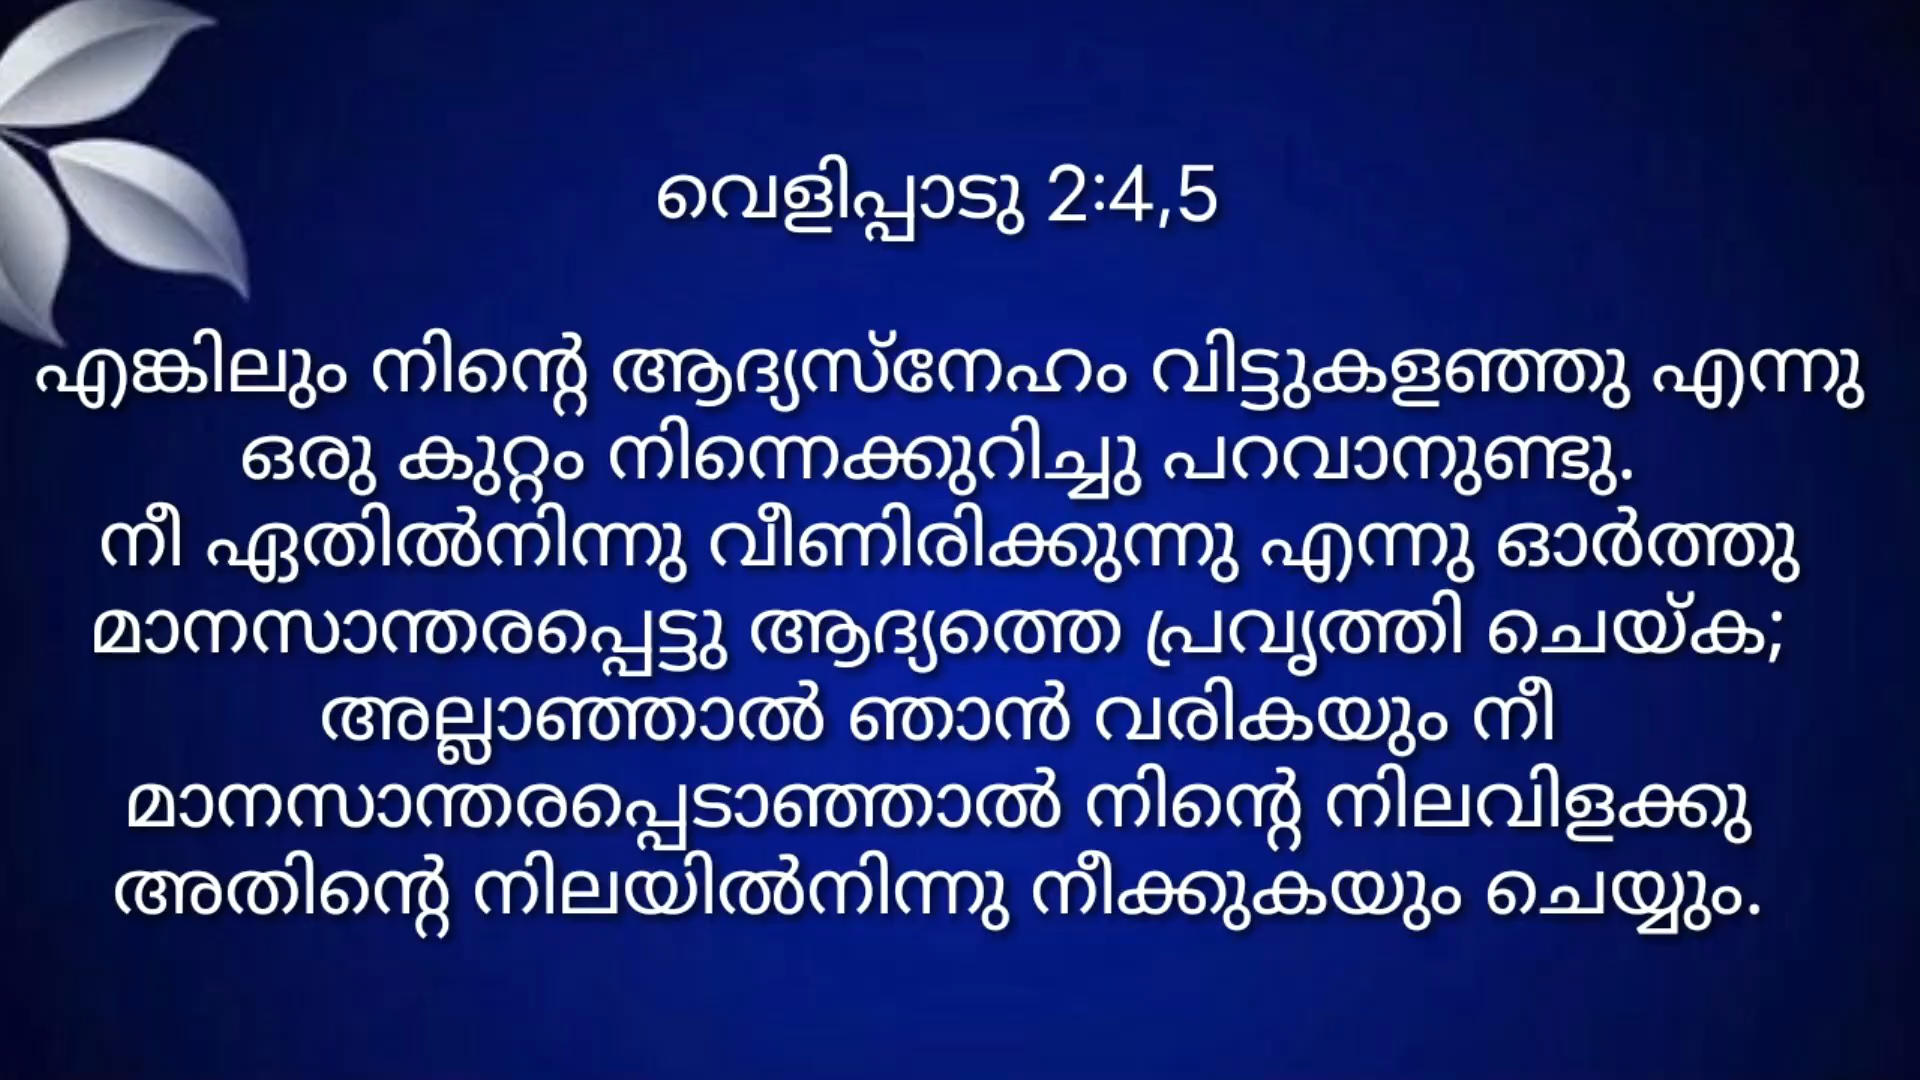 വെളിപ്പാടു 2:4,5
എങ്കിലും നിന്റെ ആദ്യസ്നേഹം വിട്ടുകളഞ്ഞു എന്നു
ഒരു കുറ്റം നിന്നെക്കുറിച്ചു പറവാനുണ്ടു.
നീ ഏതിൽനിന്നു വീണിരിക്കുന്നു എന്നു ഓർത്തു
മാനസാന്തരപ്പെട്ടു ആദ്യത്തെ പ്രവൃത്തി ചെയ്ക;
അല്ലാഞ്ഞാൽ ഞാൻ വരികയും നീ
മാനസാന്തരപ്പെടാഞ്ഞാൽ നിന്റെ നിലവിളക്കു
അതിന്റെ നിലയിൽനിന്നു നീക്കുകയും ചെയ്യും.